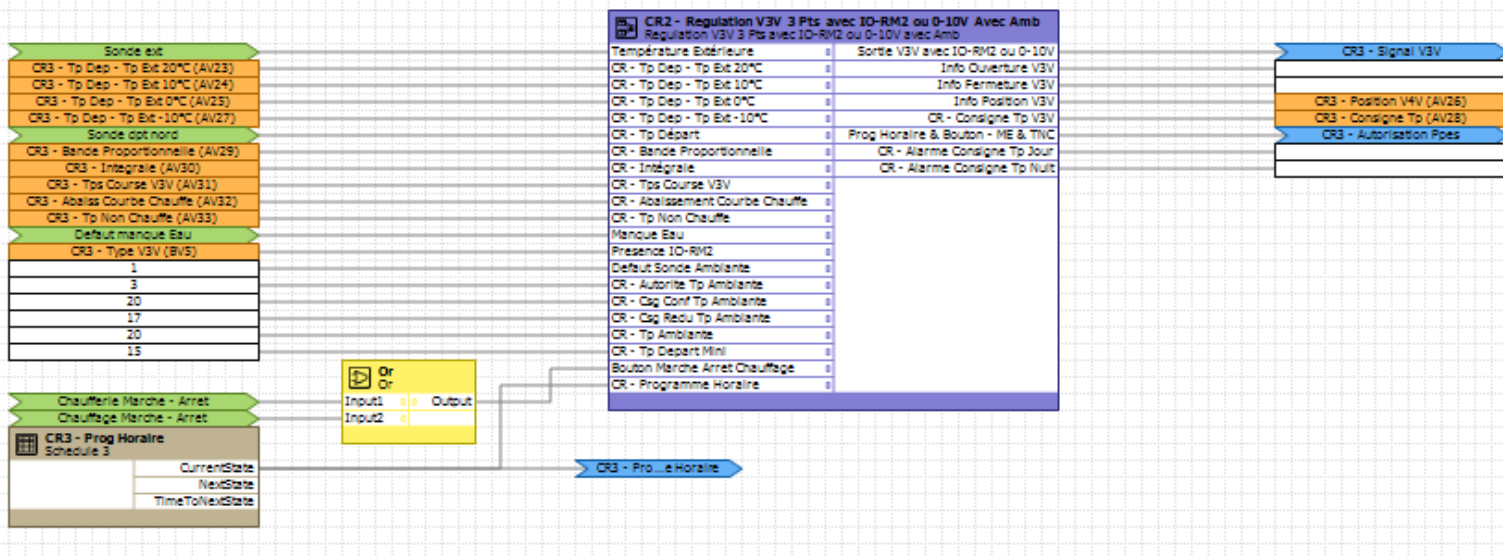 CR2 - Regulation V3V 3 Pts avec IO-RM2 ou 0-10V Avec Amb
Regulation V3V 3 Pts avec IO-RM2 ou 0-10V avec Amb
Sonde ext
CR3 - Tp Dep - Tp Ext 20°C (AV23)
CR3 - Tp Dep - Tp Ext 10°C (AV24)
CR3 - Tp Dep - Tp Ext 0°C (AV25)
CR3 - Tp Dep - Tp Ext -10°C (AV27)
Sonde dpt nord
CR3 - Bande Proportionnelle (AV29)
CR3 - Integrale (AV30)
CR3 - Tps Course V3V (AV31)
CR3 - Abaiss Courbe Chauffe (AV32)
CR3 - Tp Non Chauffe (AV33)
Defaut manque Eau
CR3 - Type V3V (BV5)
1
3
20
17
20
15
Température Extérieure
CR - Tp Dep - Tp Ext 20°C
CR - Tp Dep - Tp Ext 10°C
CR - Tp Dep - Tp Ext 0°C
CR - Tp Dep - Tp Ext -10°C
CR - Tp Départ
CR - Bande Proportionnelle
CR - Intégrale
CR - Tps Course V3V
CR - Abaissement Courbe Chauffe
CR - Tp Non Chauffe
Manque Eau
Presence IO-RM2
Defaut Sonde Ambiante
CR - Autorite Tp Ambiante
CR - Csg Conf Tp Ambiante
CR - Csg Redu Tp Ambiante
CR - Tp Ambiante
CR - Tp Depart Mini
Bouton Marche Arret Chauffage
CR - Programme Horaire
Sortie V3V avec IO-RM2 ou 0-10V
Info Ouverture V3V
Info Fermeture V3V
Info Position V3V
CR - Consigne Tp V3V
Prog Horaire & Bouton - ME & TNC
CR - Alarme Consigne Tp Jour
CR - Alarme Consigne Tp Nuit
CR3 - Signal V3V
CR3 - Position V4V (AV26)
CR3 - Consigne Tp (AV28)
CR3 - Autorisation Ppes
Or
Or
Input1
Output
Input2
Chaufferie Marche - Arret
Chauffage Marche - Arret
CR3 - Prog Horaire
Schedule 3
CurrentState
NextState
TimeToNextState
CR3 - Pro...e Horaire